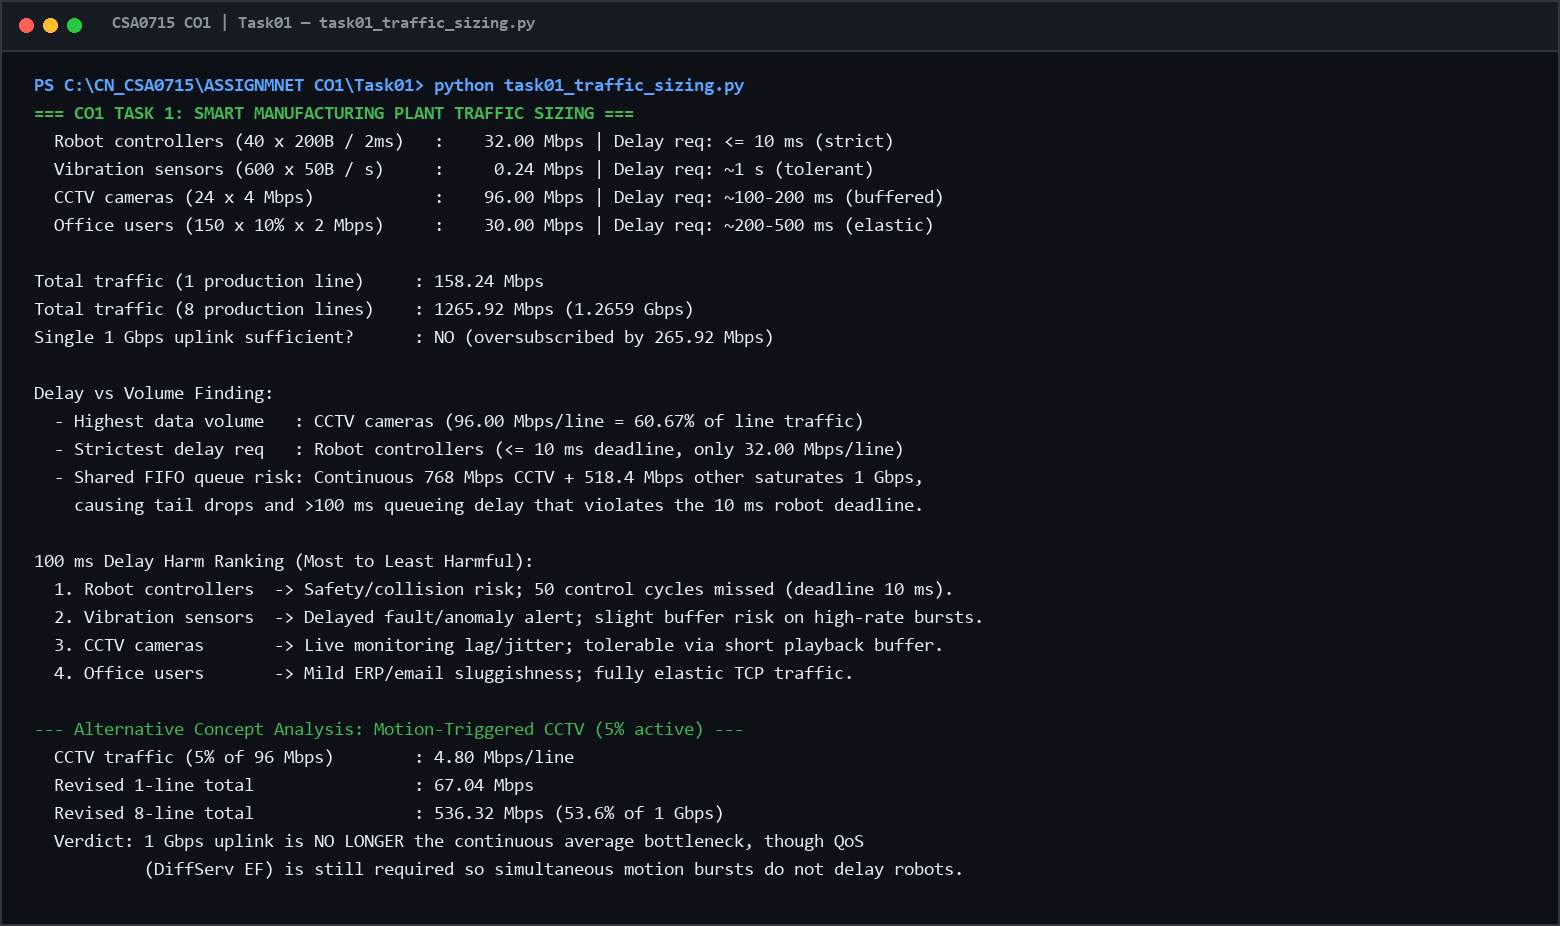 CSA0715 CO1 | Task01 — task01_traffic_sizing.py
PS C:\CN_CSA0715\ASSIGNMNET CO1\Task01> python task01_traffic_sizing.py
=== CO1 TASK 1: SMART MANUFACTURING PLANT TRAFFIC SIZING ===
  Robot controllers (40 x 200B / 2ms)   :    32.00 Mbps | Delay req: <= 10 ms (strict)
  Vibration sensors (600 x 50B / s)     :     0.24 Mbps | Delay req: ~1 s (tolerant)
  CCTV cameras (24 x 4 Mbps)            :    96.00 Mbps | Delay req: ~100-200 ms (buffered)
  Office users (150 x 10% x 2 Mbps)     :    30.00 Mbps | Delay req: ~200-500 ms (elastic)
Total traffic (1 production line)     : 158.24 Mbps
Total traffic (8 production lines)    : 1265.92 Mbps (1.2659 Gbps)
Single 1 Gbps uplink sufficient?      : NO (oversubscribed by 265.92 Mbps)
Delay vs Volume Finding:
  - Highest data volume   : CCTV cameras (96.00 Mbps/line = 60.67% of line traffic)
  - Strictest delay req   : Robot controllers (<= 10 ms deadline, only 32.00 Mbps/line)
  - Shared FIFO queue risk: Continuous 768 Mbps CCTV + 518.4 Mbps other saturates 1 Gbps,
    causing tail drops and >100 ms queueing delay that violates the 10 ms robot deadline.
100 ms Delay Harm Ranking (Most to Least Harmful):
  1. Robot controllers  -> Safety/collision risk; 50 control cycles missed (deadline 10 ms).
  2. Vibration sensors  -> Delayed fault/anomaly alert; slight buffer risk on high-rate bursts.
  3. CCTV cameras       -> Live monitoring lag/jitter; tolerable via short playback buffer.
  4. Office users       -> Mild ERP/email sluggishness; fully elastic TCP traffic.
--- Alternative Concept Analysis: Motion-Triggered CCTV (5% active) ---
  CCTV traffic (5% of 96 Mbps)        : 4.80 Mbps/line
  Revised 1-line total                : 67.04 Mbps
  Revised 8-line total                : 536.32 Mbps (53.6% of 1 Gbps)
  Verdict: 1 Gbps uplink is NO LONGER the continuous average bottleneck, though QoS
           (DiffServ EF) is still required so simultaneous motion bursts do not delay robots.